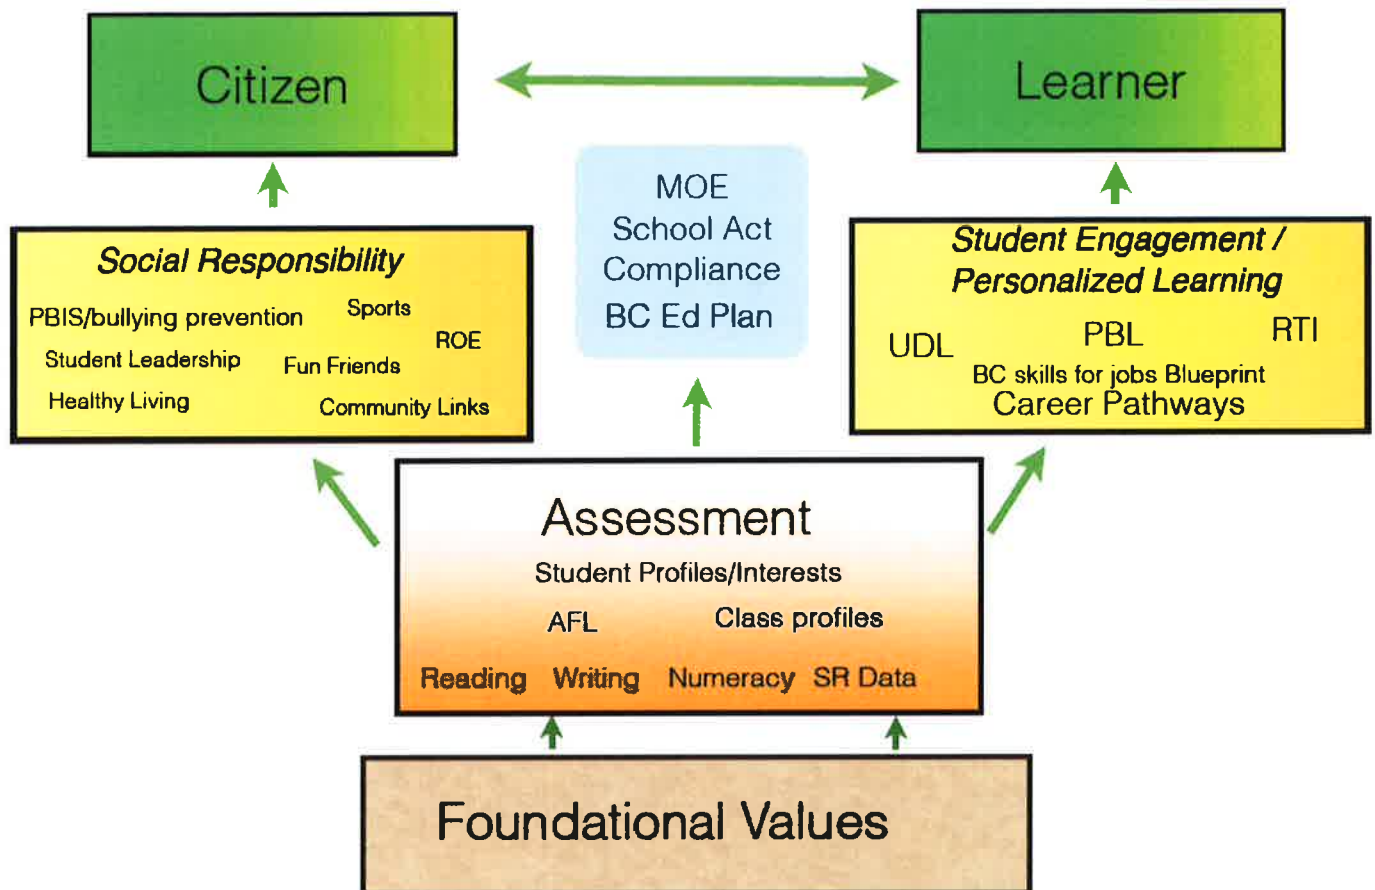 Citizen
Learner
MOE
School Act
Compliance
BC Ed Plan
Social Responsibility
PBIS/bullying prevention
Sports
ROE
Student Leadership
Fun Friends
Healthy Living
Community Links
Student Engagement /
Personalized Learning
UDL
PBL
RTI
BC skills for jobs Blueprint
Career Pathways
Assessment
Student Profiles/Interests
AFL
Class profiles
Reading Writing Numeracy SR Data
Foundational Values